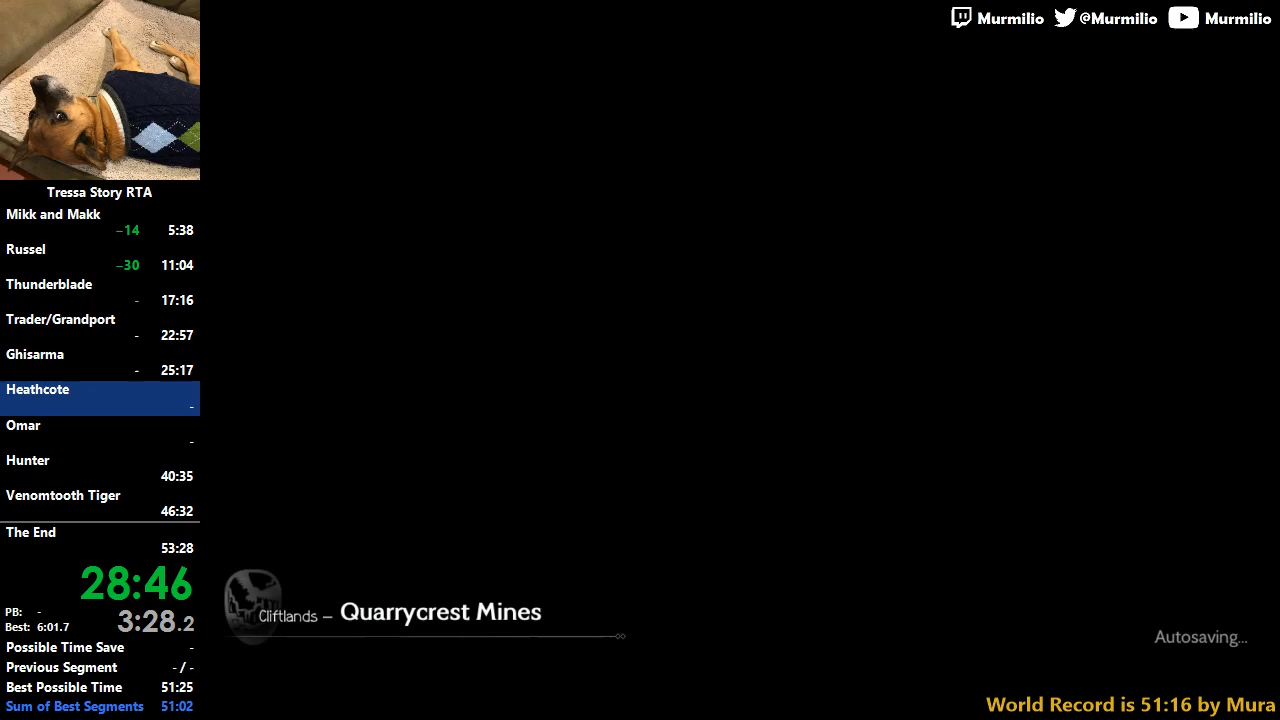 Murmilio @Murmilio Murmilio
Tressa Story RTA
Mikk and Makk
−14 5:38
Russel
−30 11:04
Thunderblade
- 17:16
Trader/Grandport
- 22:57
Ghisarma
- 25:17
Heathcote
-
Omar
-
Hunter
40:35
Venomtooth Tiger
46:32
The End
53:28
28:46
PB: -
Best: 6:01.7
3:28.2
Possible Time Save -
Previous Segment - / -
Best Possible Time 51:25
Sum of Best Segments 51:02
Cliftlands – Quarrycrest Mines
Autosaving...
World Record is 51:16 by Mura